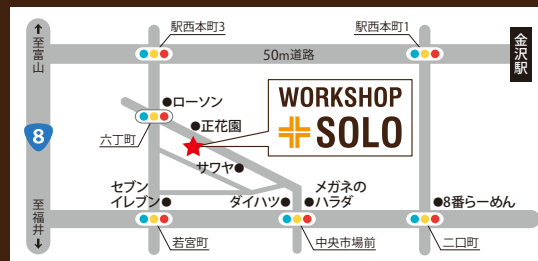 駅西本町3
駅西本町1
↑
至富山
50m道路
金沢駅
ローソン
正花園
WORKSHOP
SOLO
六丁町
8
サワヤ
セブン
イレブン
ダイハツ
メガネの
ハラダ
8番らーめん
至福井
↓
若宮町
中央市場前
二口町